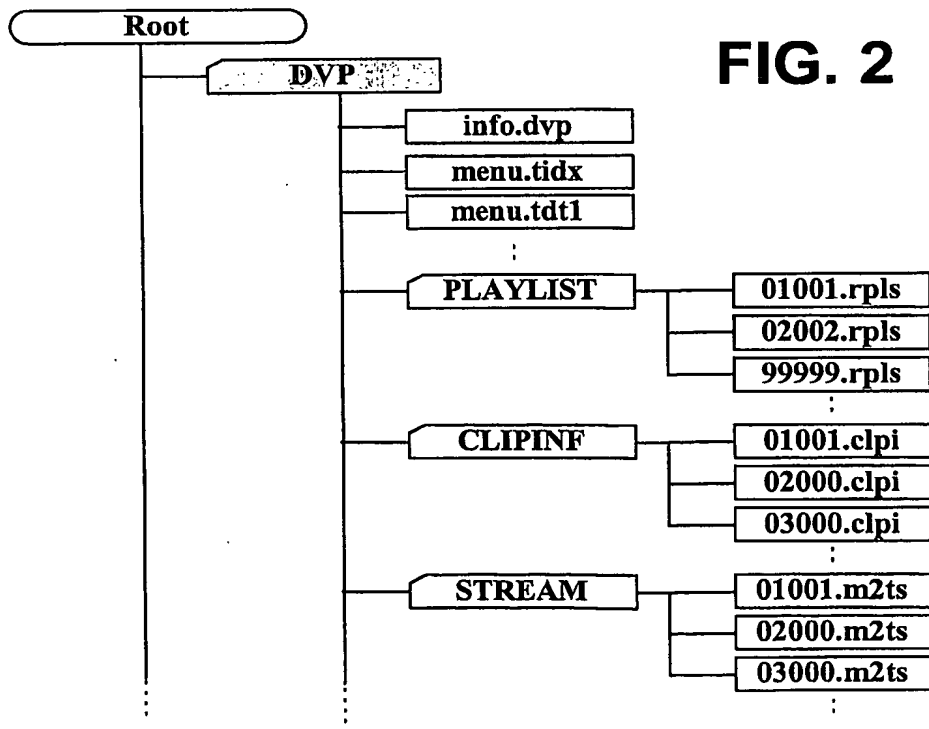 Root
FIG. 2
DVP
info.dvp
menu.tidx
menu.tdt1
PLAYLIST
01001.rpls
02002.rpls
99999.rpls
CLIPINF
01001.clpi
02000.clpi
03000.clpi
STREAM
01001.m2ts
02000.m2ts
03000.m2ts